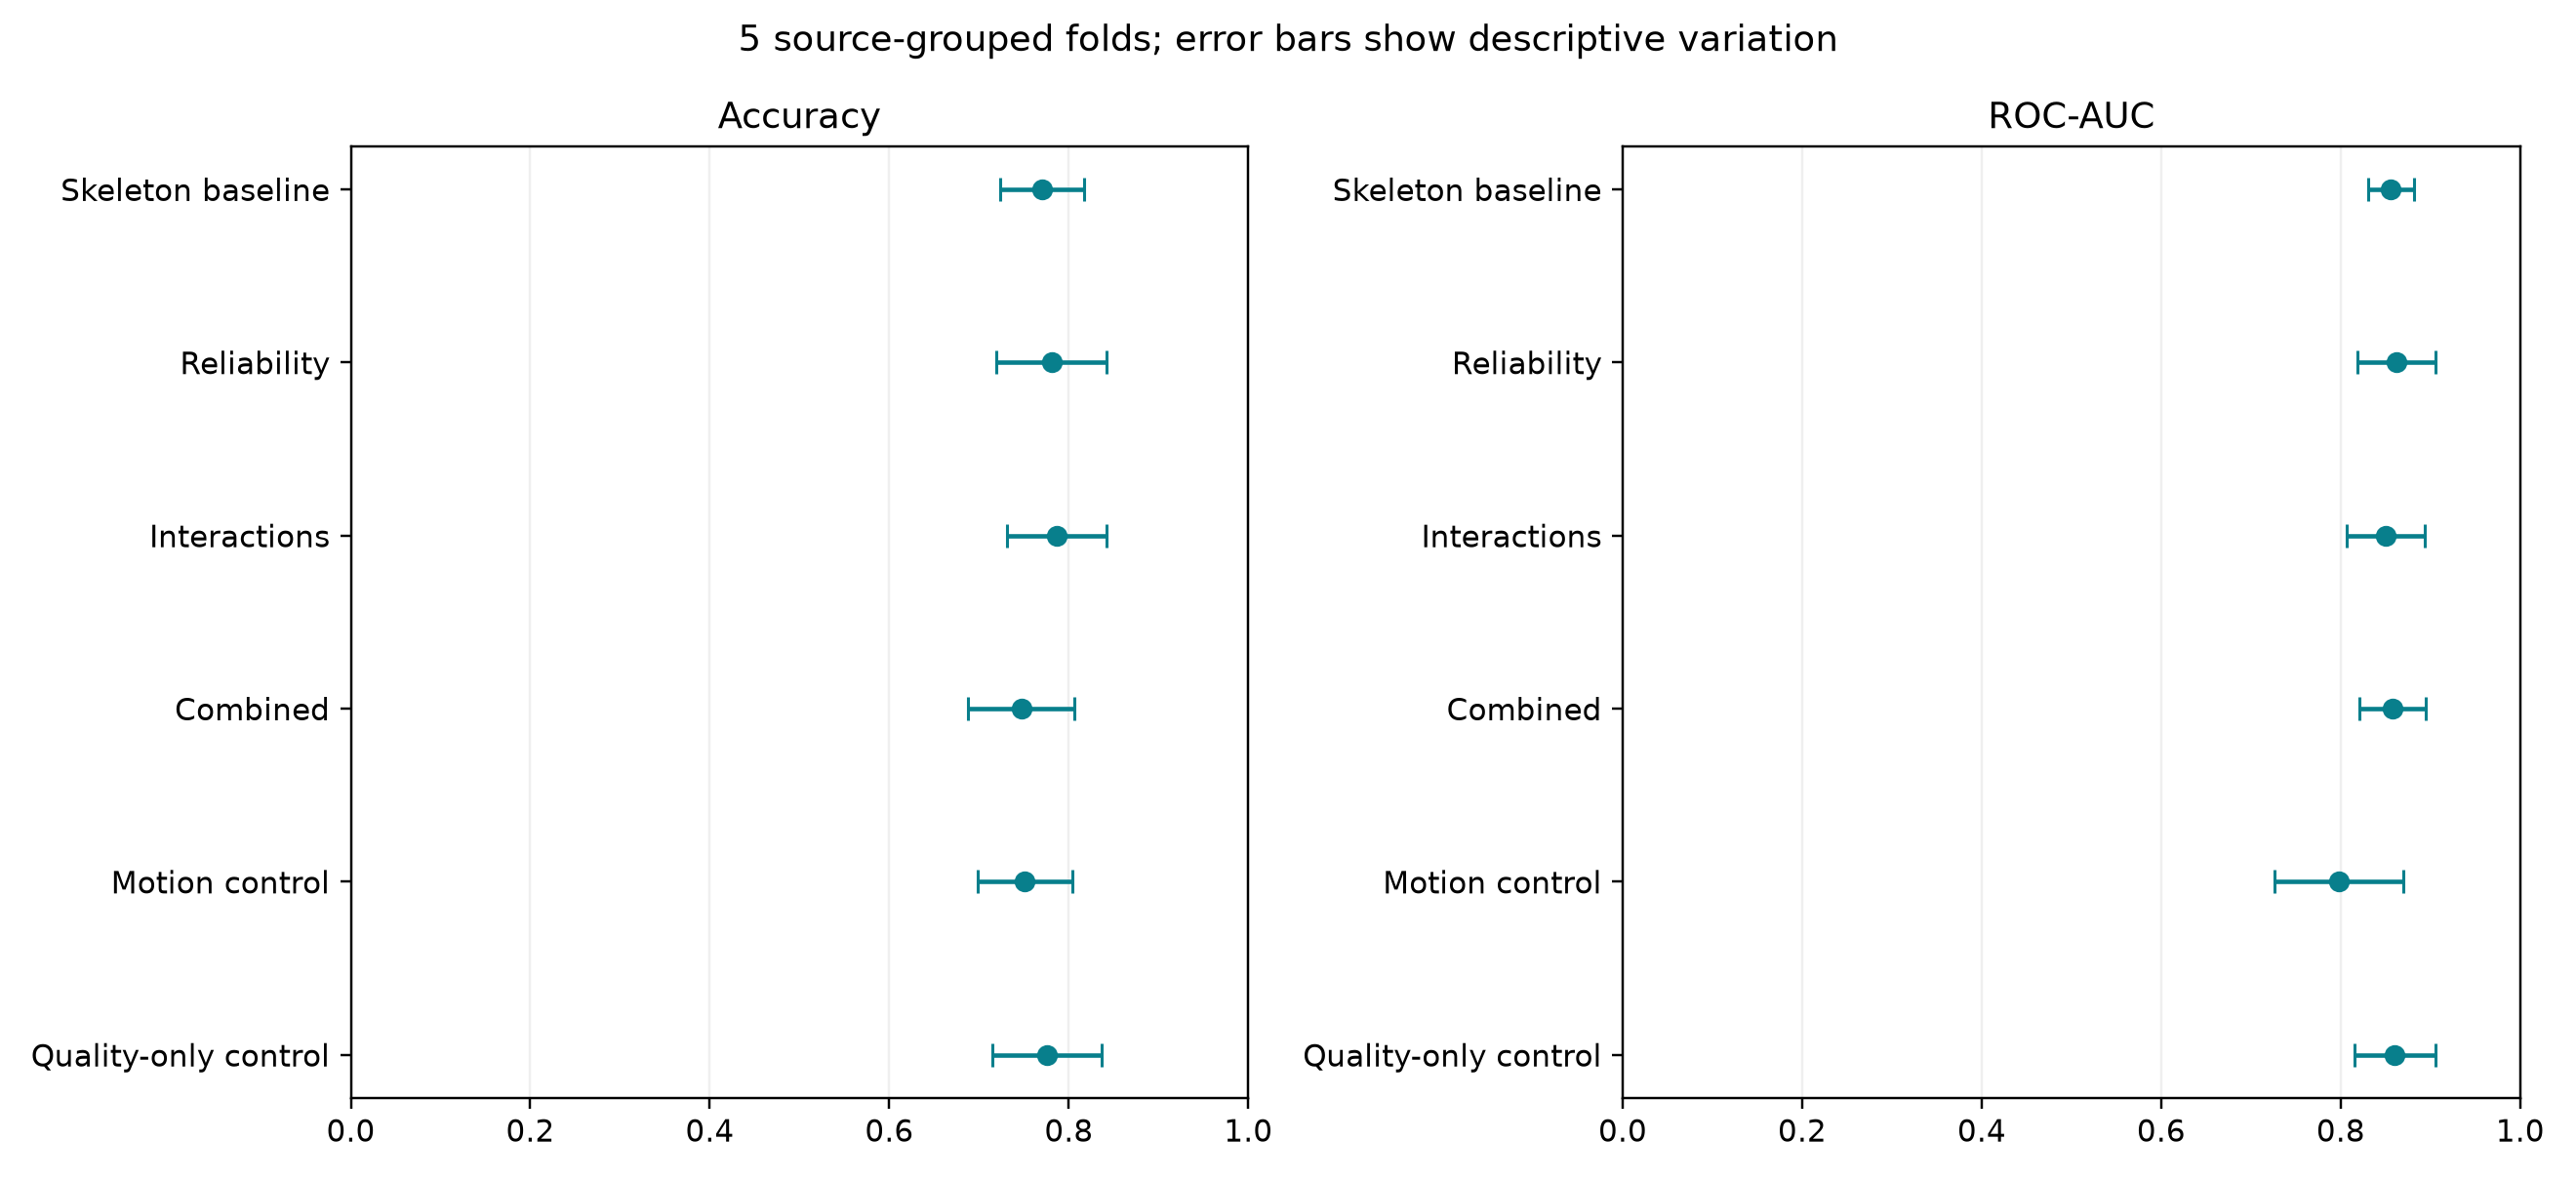 5 source-grouped folds; error bars show descriptive variation
Accuracy
Skeleton baseline
Reliability
Interactions
Combined
Motion control
Quality-only control
0.0 0.2 0.4 0.6 0.8 1.0
ROC-AUC
Skeleton baseline
Reliability
Interactions
Combined
Motion control
Quality-only control
0.0 0.2 0.4 0.6 0.8 1.0